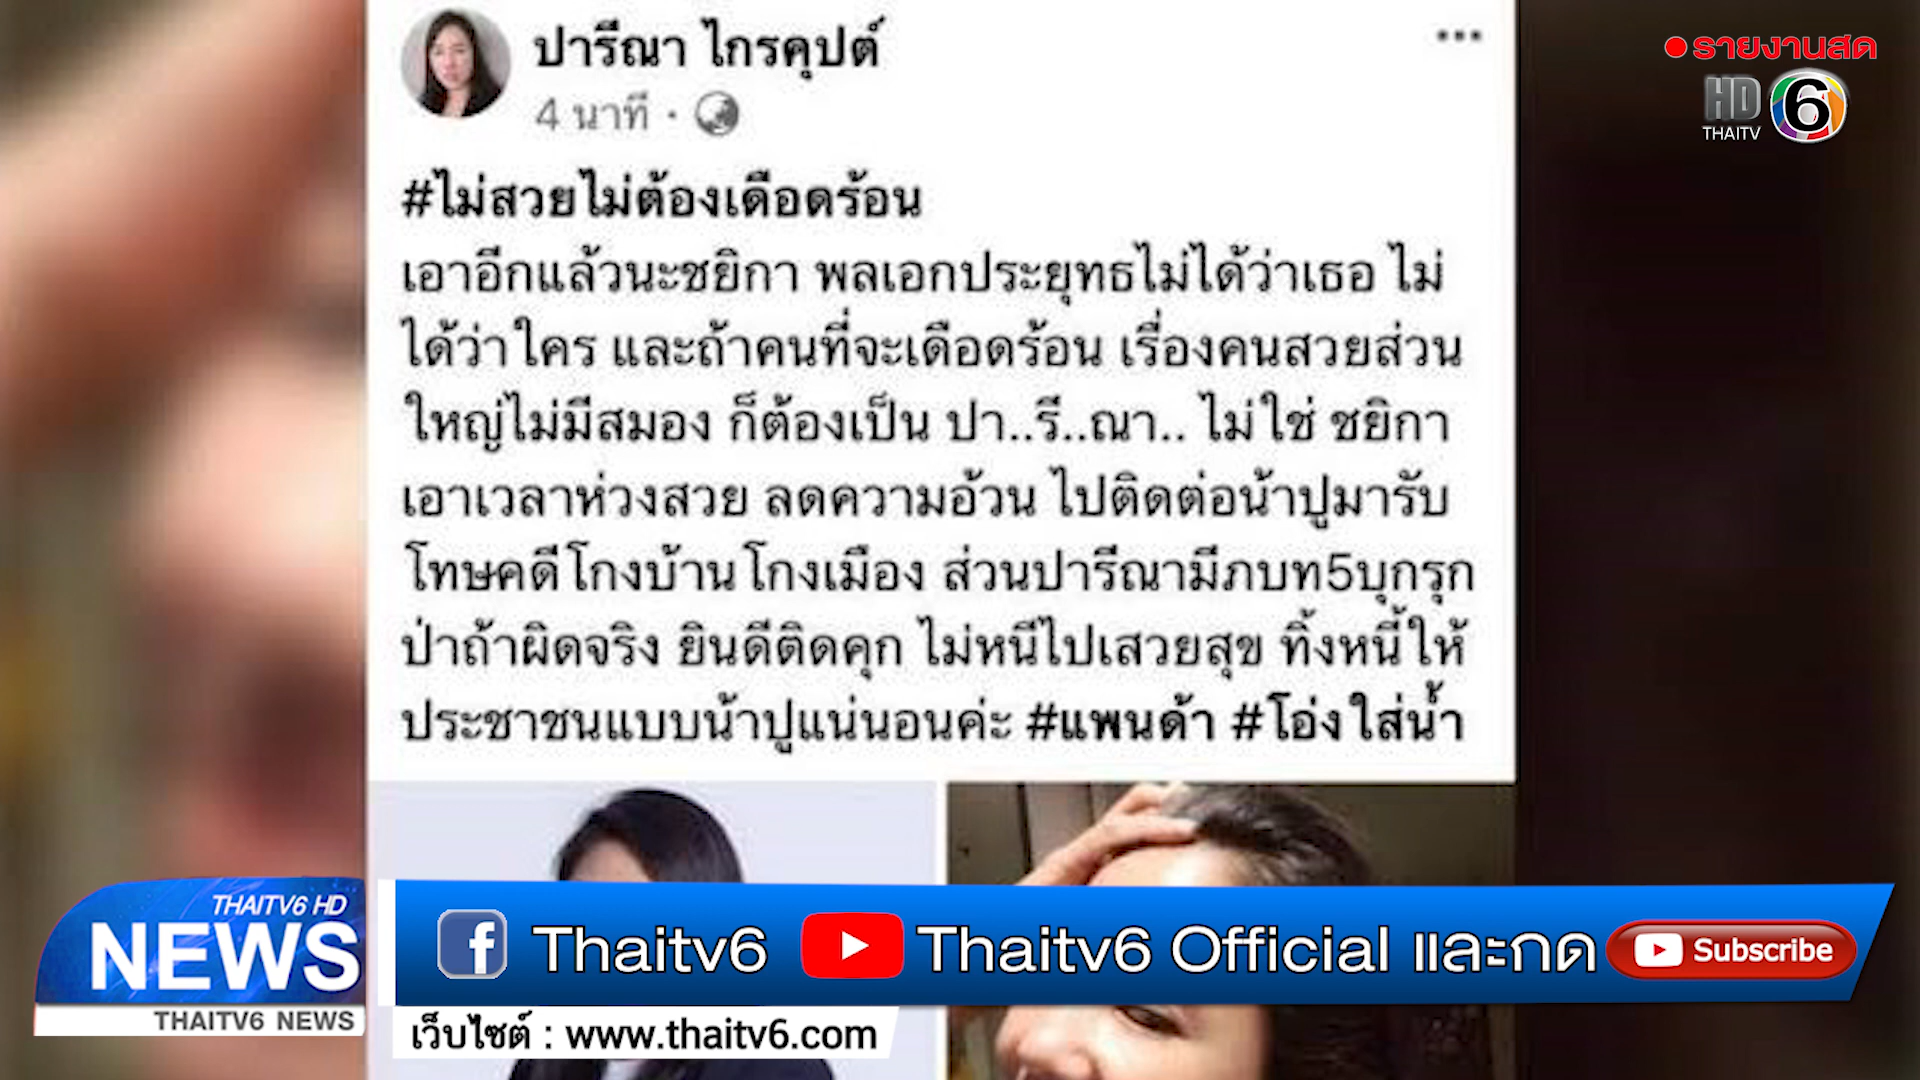 ปารีณา ไกรคุปต์
4 นาที ·
#ไม่สวยไม่ต้องเดือดร้อน
เอาอีกแล้วนะชยิกา พลเอกประยุทธไม่ได้ว่าเธอ ไม่
ได้ว่าใคร และถ้าคนที่จะเดือดร้อน เรื่องคนสวยส่วน
ใหญ่ไม่มีสมอง ก็ต้องเป็น ปา..รี..ณา.. ไม่ใช่ ชยิกา
เอาเวลาห่วงสวย ลดความอ้วน ไปติดต่อน้าปูมารับ
โทษคดีโกงบ้านโกงเมือง ส่วนปารีณามีภบท5บุกรุก
ป่าถ้าผิดจริง ยินดีติดคุก ไม่หนีไปเสวยสุข ทิ้งหนี้ให้
ประชาชนแบบน้าปูแน่นอนค่ะ #แพนด้า #โอ่งใส่น้ำ
รายงานสด
HD
THAITV
6
THAITV6 HD
NEWS
THAITV6 NEWS
Thaitv6 Thaitv6 Official และกด Subscribe
เว็บไซต์ : www.thaitv6.com